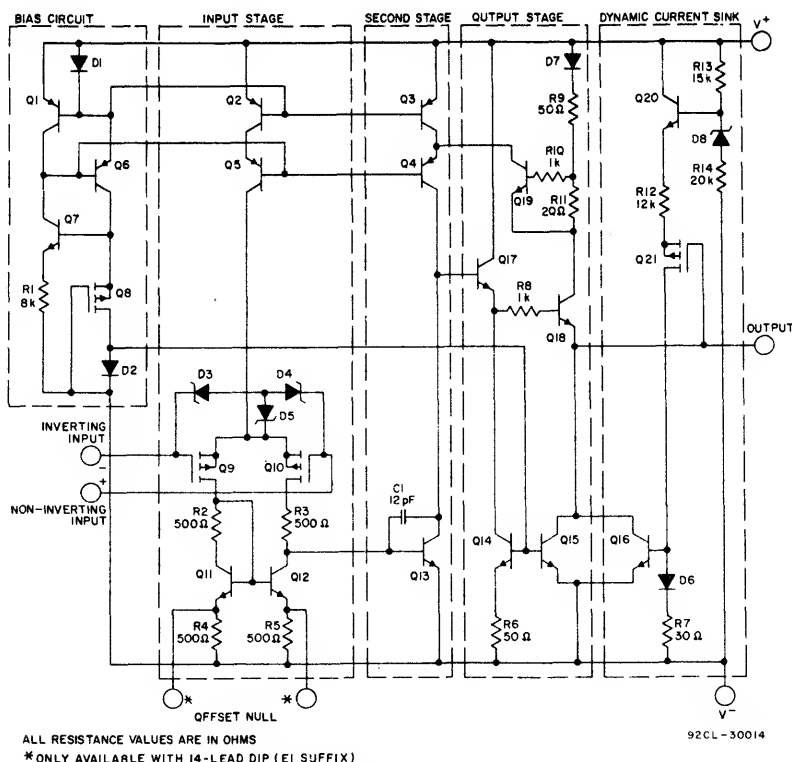 BIAS CIRCUIT
INPUT STAGE
SECOND STAGE
OUTPUT STAGE
DYNAMIC CURRENT SINK
V+
D1
D7
R13
15k
Q1
Q2
Q3
Q20
R9
50Ω
D8
Q6
Q5
Q4
R10
1k
R14
20k
Q19
R11
20Ω
R12
12k
Q7
Q17
Q21
R1
8k
Q8
R8
1k
Q18
OUTPUT
D2
D3
D4
D5
INVERTING
INPUT
-
Q9
Q10
+
NON-INVERTING
INPUT
R2
500Ω
R3
500Ω
C1
12pF
Q11
Q12
Q13
Q14
Q15
Q16
D6
R4
500Ω
R5
500Ω
R6
50Ω
R7
30Ω
*
*
OFFSET NULL
V-
92CL-30014
ALL RESISTANCE VALUES ARE IN OHMS
*ONLY AVAILABLE WITH 14-LEAD DIP (E1 SUFFIX)